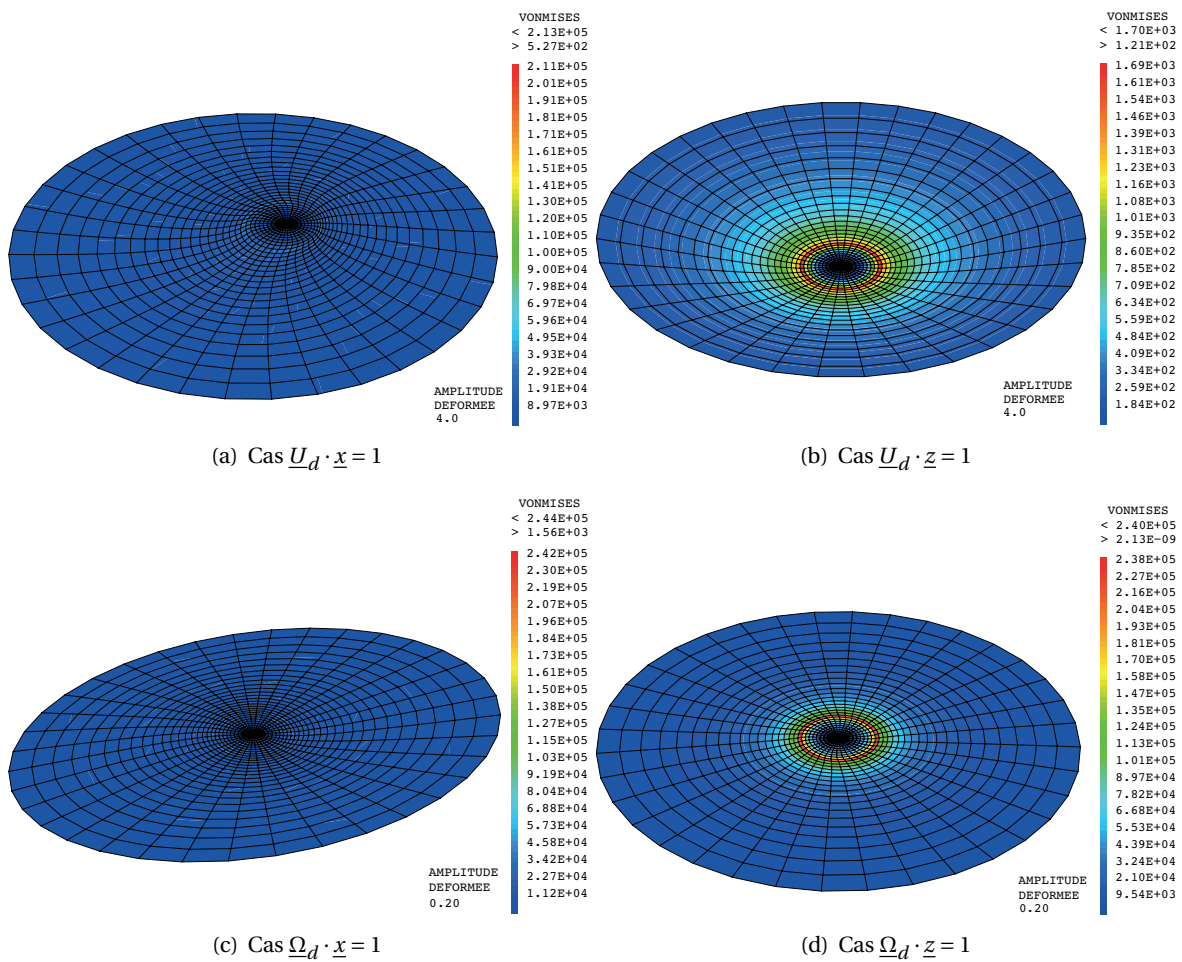 VONMISES
< 2.13E+05
> 5.27E+02
2.11E+05
2.01E+05
1.91E+05
1.81E+05
1.71E+05
1.61E+05
1.51E+05
1.41E+05
1.30E+05
1.20E+05
1.10E+05
1.00E+05
9.00E+04
7.98E+04
6.97E+04
5.96E+04
4.95E+04
3.93E+04
2.92E+04
1.91E+04
8.97E+03
AMPLITUDE
DEFORMEE
4.0
(a) Cas U_d · x = 1
VONMISES
< 1.70E+03
> 1.21E+02
1.69E+03
1.61E+03
1.54E+03
1.46E+03
1.39E+03
1.31E+03
1.23E+03
1.16E+03
1.08E+03
1.01E+03
9.35E+02
8.60E+02
7.85E+02
7.09E+02
6.34E+02
5.59E+02
4.84E+02
4.09E+02
3.34E+02
2.59E+02
1.84E+02
AMPLITUDE
DEFORMEE
4.0
(b) Cas U_d · z = 1
VONMISES
< 2.44E+05
> 1.56E+03
2.42E+05
2.30E+05
2.19E+05
2.07E+05
1.96E+05
1.84E+05
1.73E+05
1.61E+05
1.50E+05
1.38E+05
1.27E+05
1.15E+05
1.03E+05
9.19E+04
8.04E+04
6.88E+04
5.73E+04
4.58E+04
3.42E+04
2.27E+04
1.12E+04
AMPLITUDE
DEFORMEE
0.20
(c) Cas Ω_d · x = 1
VONMISES
< 2.40E+05
> 2.13E-09
2.38E+05
2.27E+05
2.16E+05
2.04E+05
1.93E+05
1.81E+05
1.70E+05
1.58E+05
1.47E+05
1.35E+05
1.24E+05
1.13E+05
1.01E+05
8.97E+04
7.82E+04
6.68E+04
5.53E+04
4.39E+04
3.24E+04
2.10E+04
9.54E+03
AMPLITUDE
DEFORMEE
0.20
(d) Cas Ω_d · z = 1